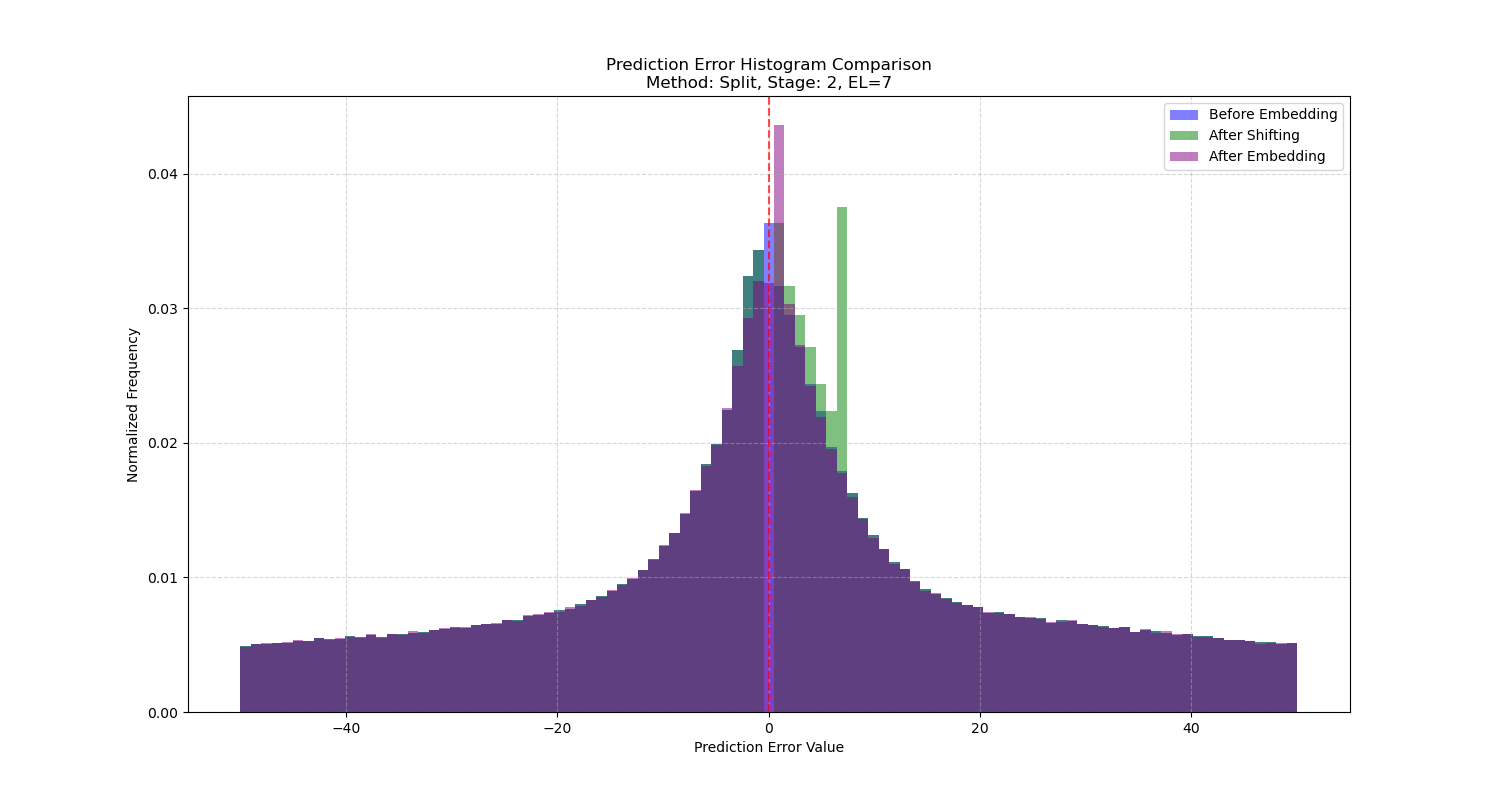 Prediction Error Histogram Comparison
Method: Split, Stage: 2, EL=7
Before Embedding
After Shifting
After Embedding
0.04
0.03
0.02
0.01
0.00
Normalized Frequency
−40
−20
0
20
40
Prediction Error Value